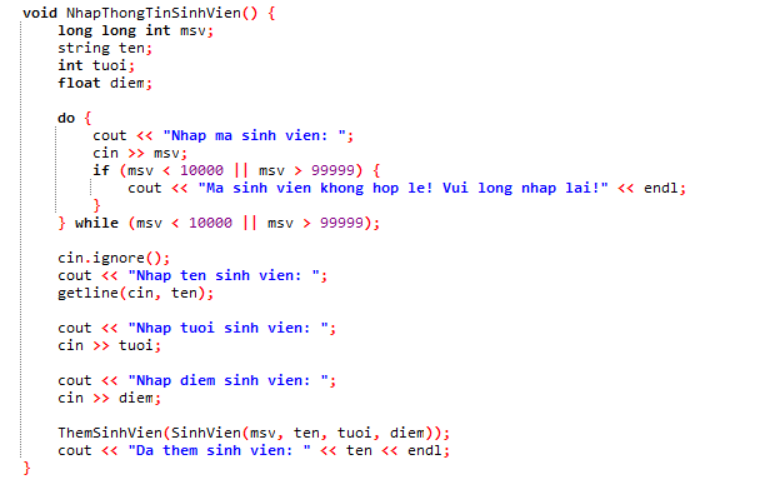 void NhapThongTinSinhVien() {
    long long int msv;
    string ten;
    int tuoi;
    float diem;

    do {
        cout << "Nhap ma sinh vien: ";
        cin >> msv;
        if (msv < 10000 || msv > 99999) {
            cout << "Ma sinh vien khong hop le! Vui long nhap lai!" << endl;
        }
    } while (msv < 10000 || msv > 99999);

    cin.ignore();
    cout << "Nhap ten sinh vien: ";
    getline(cin, ten);

    cout << "Nhap tuoi sinh vien: ";
    cin >> tuoi;

    cout << "Nhap diem sinh vien: ";
    cin >> diem;

    ThemSinhVien(SinhVien(msv, ten, tuoi, diem));
    cout << "Da them sinh vien: " << ten << endl;
}